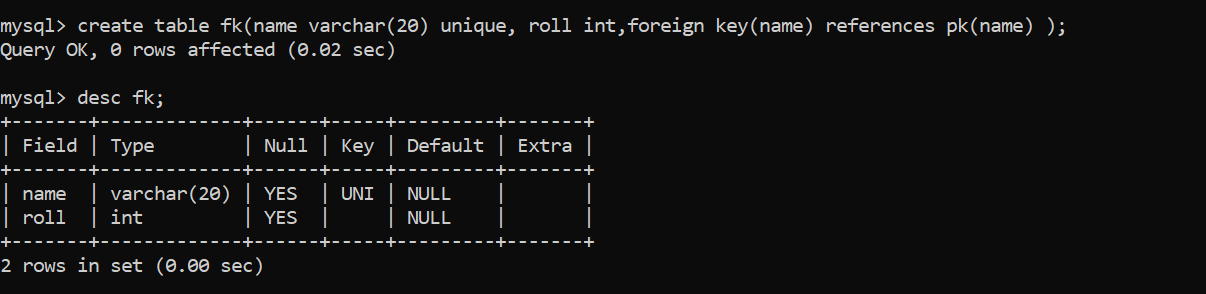 mysql> create table fk(name varchar(20) unique, roll int,foreign key(name) references pk(name) );
Query OK, 0 rows affected (0.02 sec)

mysql> desc fk;
+-------+-------------+------+-----+---------+-------+
| Field | Type        | Null | Key | Default | Extra |
+-------+-------------+------+-----+---------+-------+
| name  | varchar(20) | YES  | UNI | NULL    |       |
| roll  | int         | YES  |     | NULL    |       |
+-------+-------------+------+-----+---------+-------+
2 rows in set (0.00 sec)